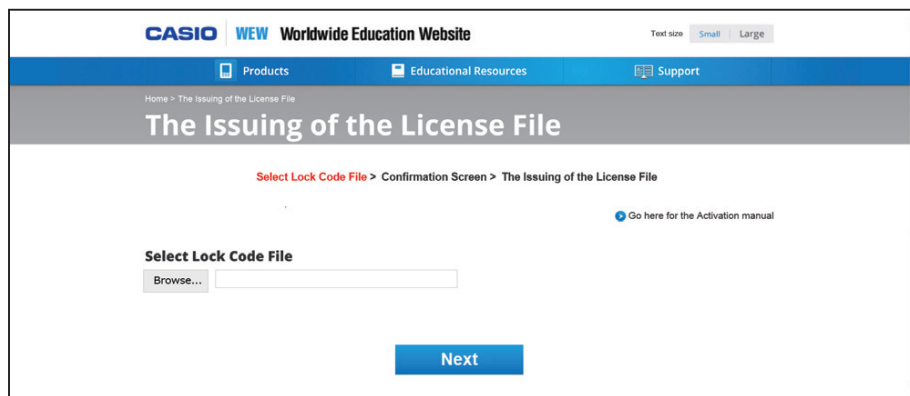 CASIO WEW Worldwide Education Website Text size Small Large
Products Educational Resources Support
Home > The Issuing of the License File
The Issuing of the License File
Select Lock Code File > Confirmation Screen > The Issuing of the License File
Go here for the Activation manual
Select Lock Code File
Browse...
Next